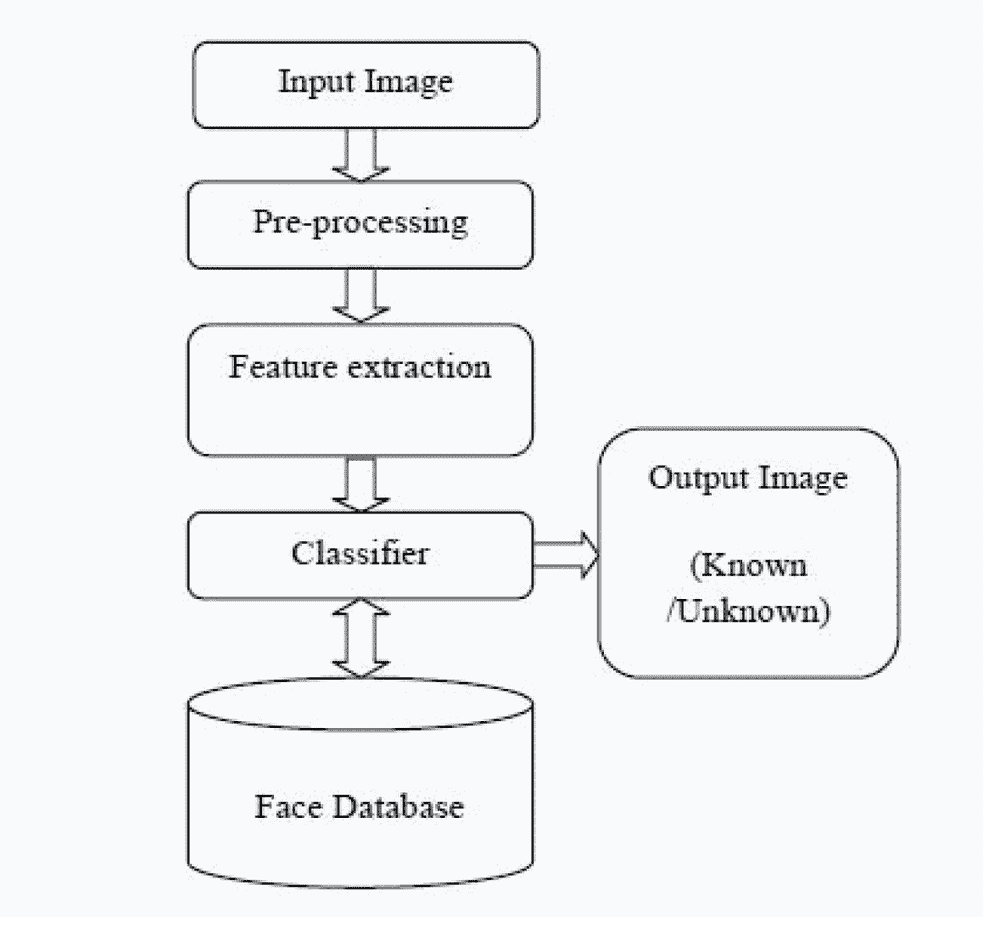 Input Image
Pre-processing
Feature extraction
Classifier
Output Image
(Known
/Unknown)
Face Database